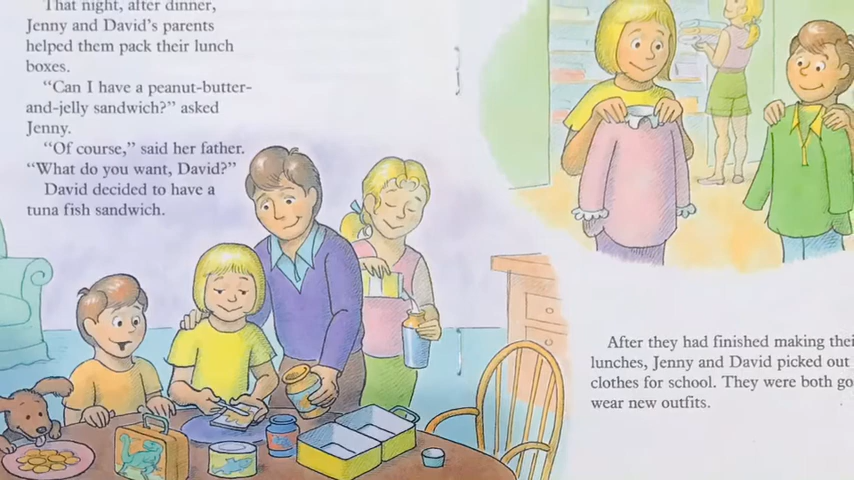 That night, after dinner,
Jenny and David's parents
helped them pack their lunch
boxes.
"Can I have a peanut-butter-
and-jelly sandwich?" asked
Jenny.
"Of course," said her father.
"What do you want, David?"
David decided to have a
tuna fish sandwich.
After they had finished making thei
lunches, Jenny and David picked out
clothes for school. They were both go
wear new outfits.